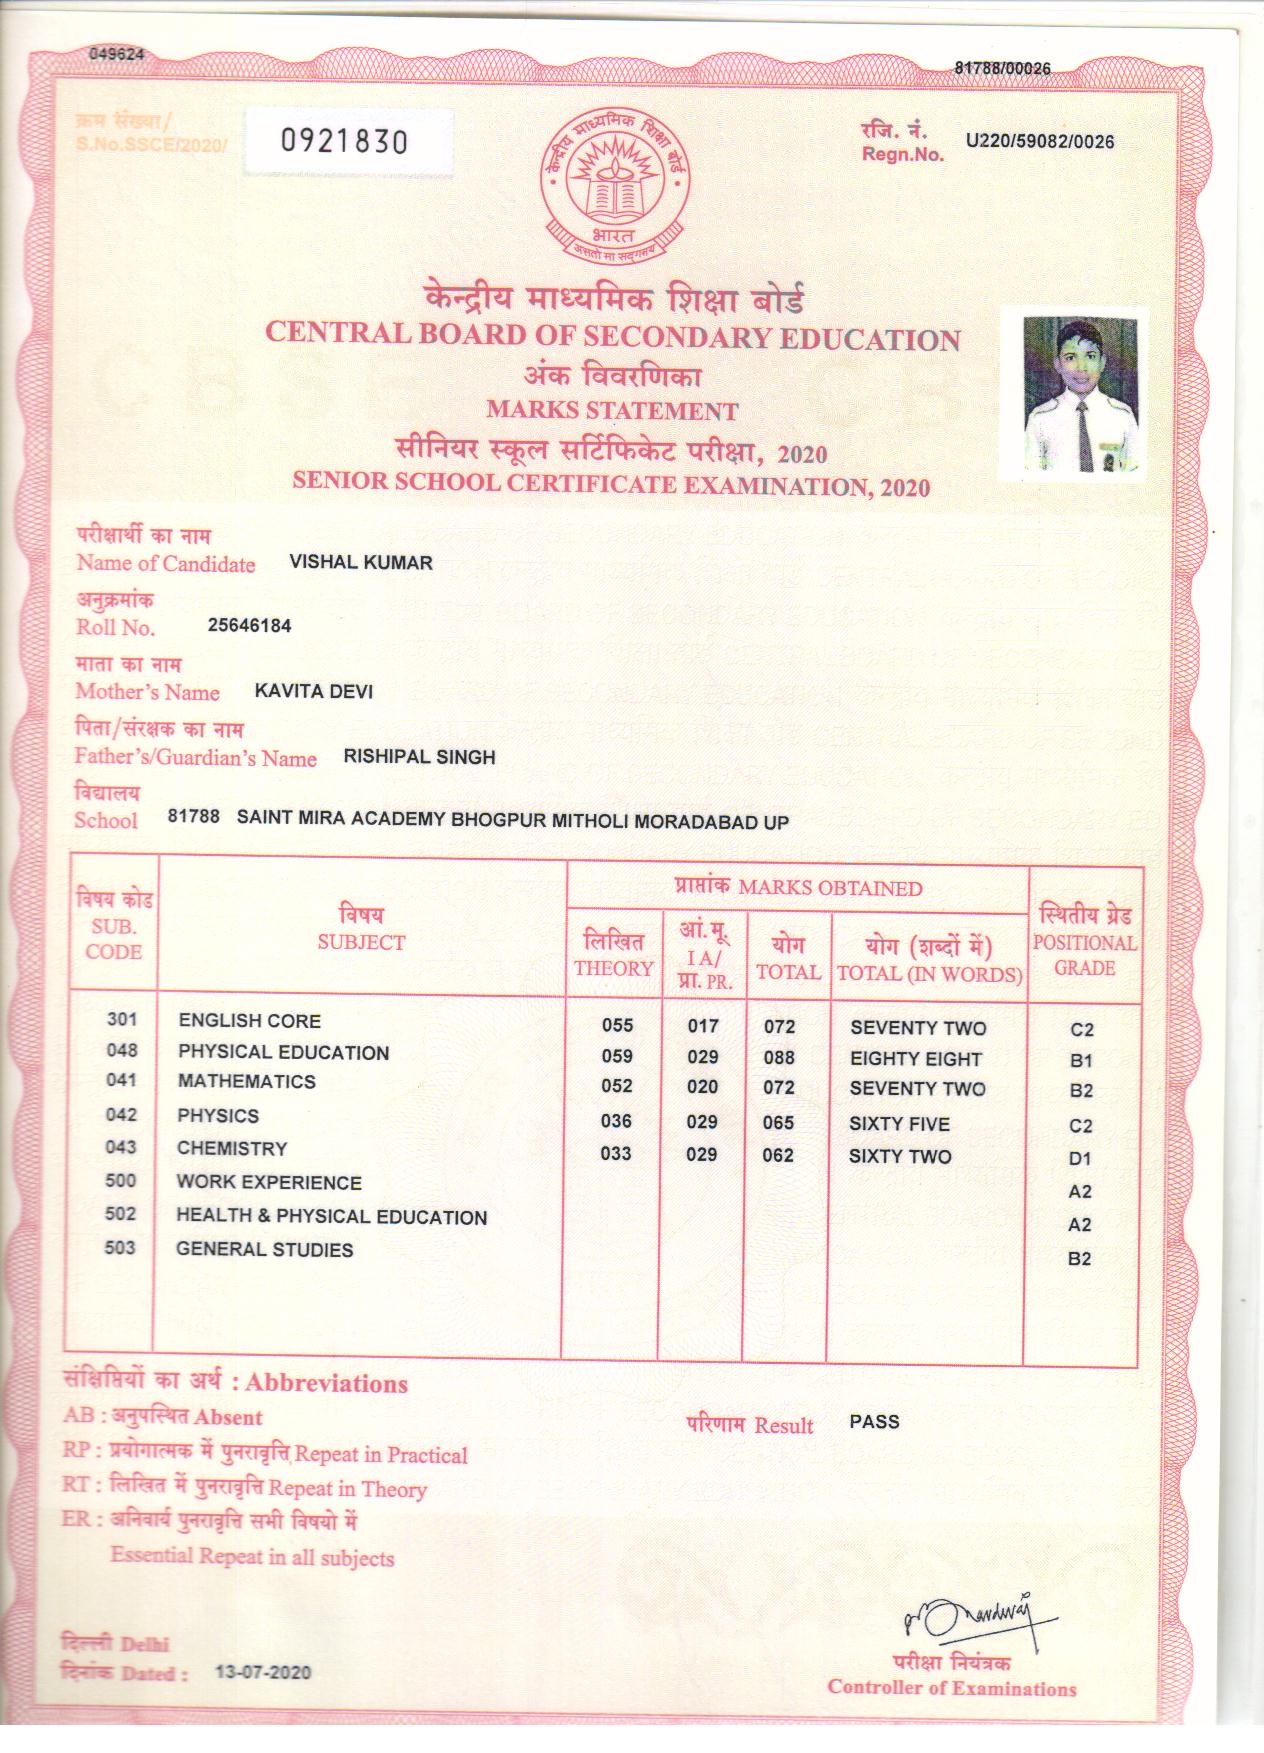 049624
81788/00026
क्रम संख्या/
S.No.SSCE/2020/ 0921830
रजि. नं.
Regn.No. U220/59082/0026
केन्द्रीय माध्यमिक शिक्षा बोर्ड
भारत
असतो मा सद्गमय
केन्द्रीय माध्यमिक शिक्षा बोर्ड
CENTRAL BOARD OF SECONDARY EDUCATION
अंक विवरणिका
MARKS STATEMENT
सीनियर स्कूल सर्टिफिकेट परीक्षा, 2020
SENIOR SCHOOL CERTIFICATE EXAMINATION, 2020
परीक्षार्थी का नाम
Name of Candidate VISHAL KUMAR
अनुक्रमांक
Roll No. 25646184
माता का नाम
Mother's Name KAVITA DEVI
पिता/संरक्षक का नाम
Father's/Guardian's Name RISHIPAL SINGH
विद्यालय
School 81788 SAINT MIRA ACADEMY BHOGPUR MITHOLI MORADABAD UP
विषय कोड
SUB.
CODE
विषय
SUBJECT
प्राप्तांक MARKS OBTAINED
लिखित
THEORY
आं.मू.
I A/
प्रा. PR.
योग
TOTAL
योग (शब्दों में)
TOTAL (IN WORDS)
स्थितीय ग्रेड
POSITIONAL
GRADE
301 ENGLISH CORE 055 017 072 SEVENTY TWO C2
048 PHYSICAL EDUCATION 059 029 088 EIGHTY EIGHT B1
041 MATHEMATICS 052 020 072 SEVENTY TWO B2
042 PHYSICS 036 029 065 SIXTY FIVE C2
043 CHEMISTRY 033 029 062 SIXTY TWO D1
500 WORK EXPERIENCE A2
502 HEALTH & PHYSICAL EDUCATION A2
503 GENERAL STUDIES B2
संक्षिप्तियों का अर्थ : Abbreviations
AB : अनुपस्थित Absent
परिणाम Result PASS
RP : प्रयोगात्मक में पुनरावृत्ति Repeat in Practical
RT : लिखित में पुनरावृत्ति Repeat in Theory
ER : अनिवार्य पुनरावृत्ति सभी विषयो में
Essential Repeat in all subjects
दिल्ली Delhi
दिनांक Dated : 13-07-2020
परीक्षा नियंत्रक
Controller of Examinations